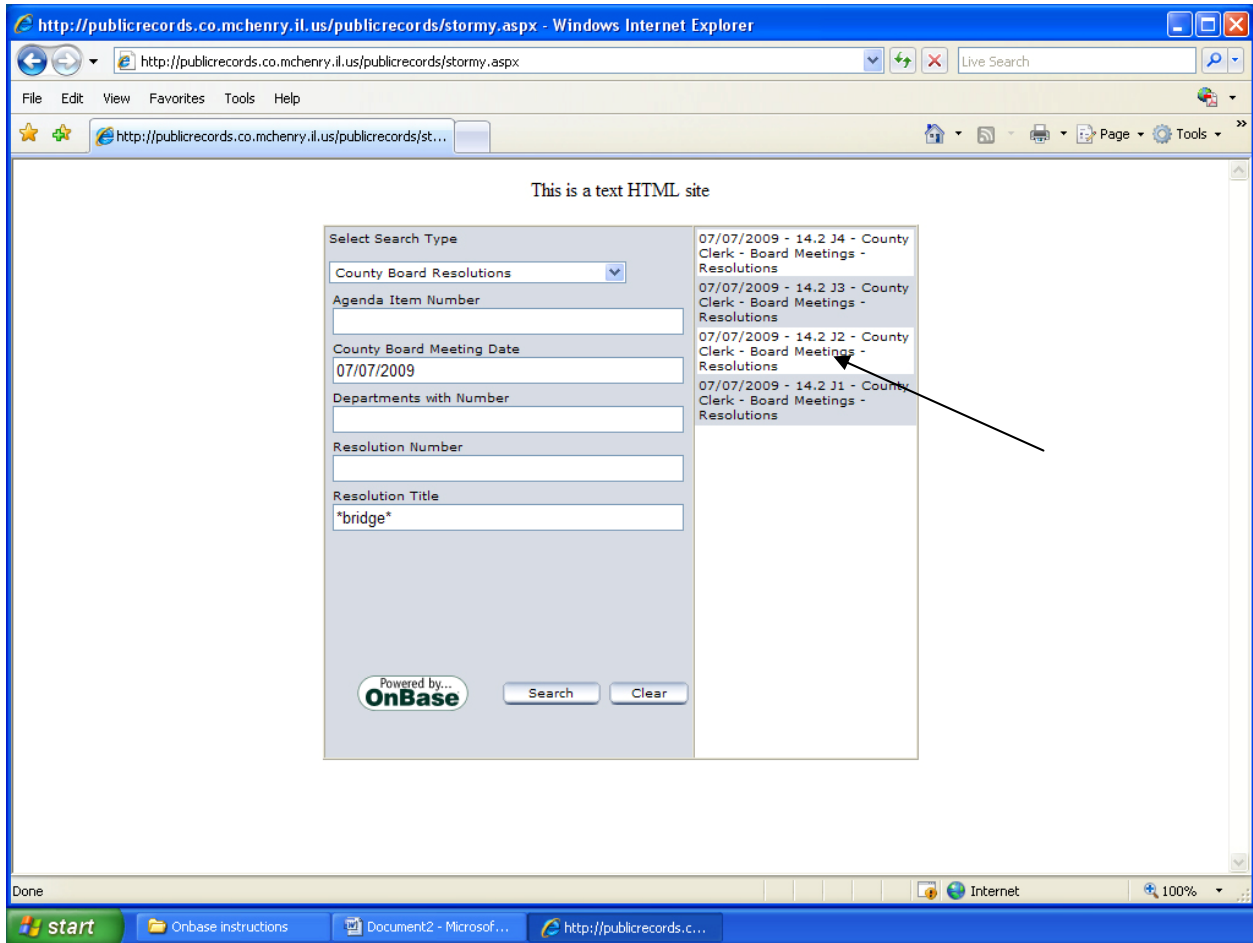 http://publicrecords.co.mchenry.il.us/publicrecords/stormy.aspx - Windows Internet Explorer
http://publicrecords.co.mchenry.il.us/publicrecords/stormy.aspx
Live Search
File Edit View Favorites Tools Help
http://publicrecords.co.mchenry.il.us/publicrecords/st...
Page Tools
This is a text HTML site
Select Search Type
County Board Resolutions
Agenda Item Number
County Board Meeting Date
07/07/2009
Departments with Number
Resolution Number
Resolution Title
*bridge*
Powered by...
OnBase
Search
Clear
07/07/2009 - 14.2 J4 - County
Clerk - Board Meetings -
Resolutions
07/07/2009 - 14.2 J3 - County
Clerk - Board Meetings -
Resolutions
07/07/2009 - 14.2 J2 - County
Clerk - Board Meetings -
Resolutions
07/07/2009 - 14.2 J1 - County
Clerk - Board Meetings -
Resolutions
Done
Internet
100%
start
Onbase instructions
Document2 - Microsof...
http://publicrecords.c...